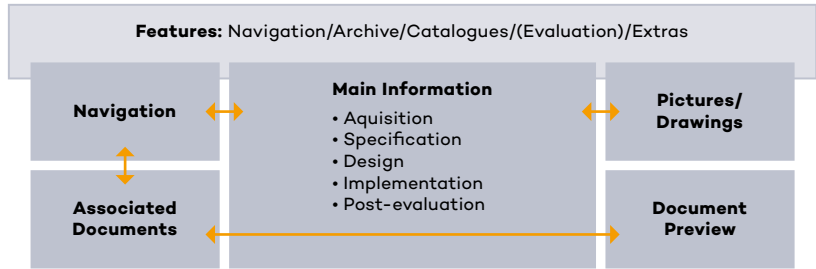 Features: Navigation/Archive/Catalogues/(Evaluation)/Extras
Navigation
Main Information
• Aquisition
• Specification
• Design
• Implementation
• Post-evaluation
Pictures/
Drawings
Associated
Documents
Document
Preview